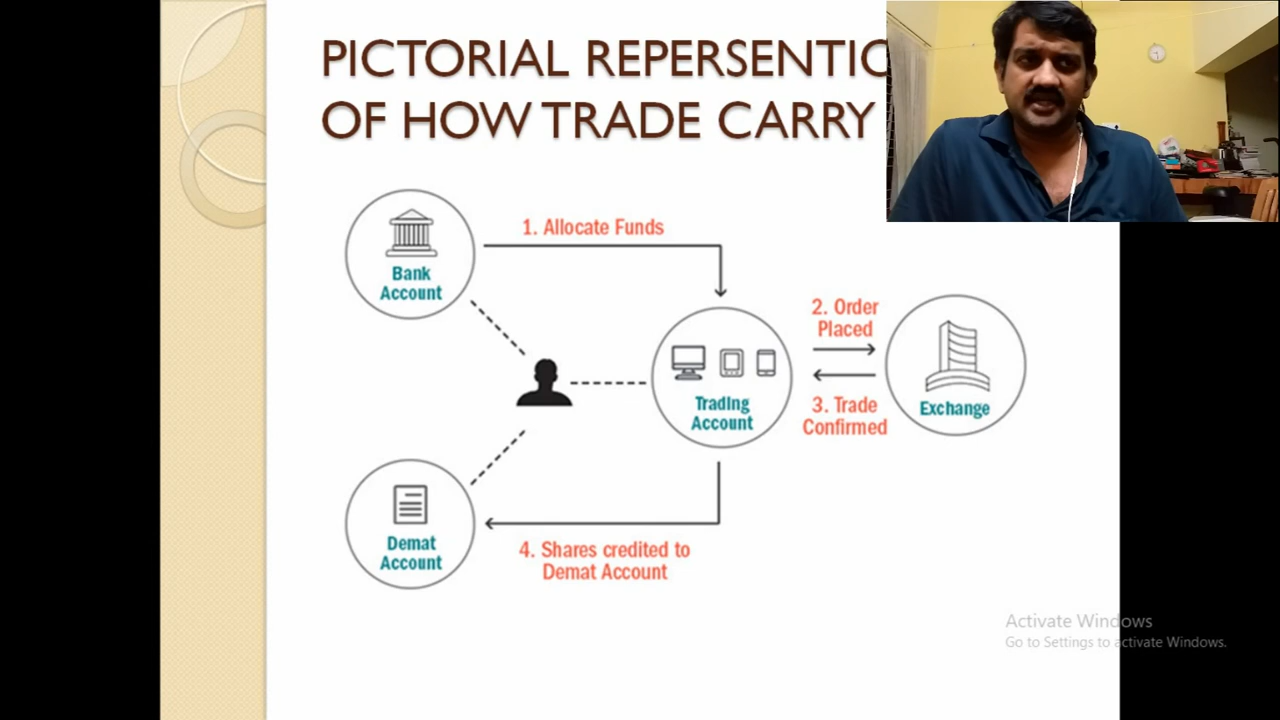 PICTORIAL REPERSENTIO
OF HOW TRADE CARRY
1. Allocate Funds
Bank
Account
2. Order
Placed
Trading
Account
3. Trade
Confirmed
Exchange
Demat
Account
4. Shares credited to
Demat Account
Activate Windows
Go to Settings to activate Windows.